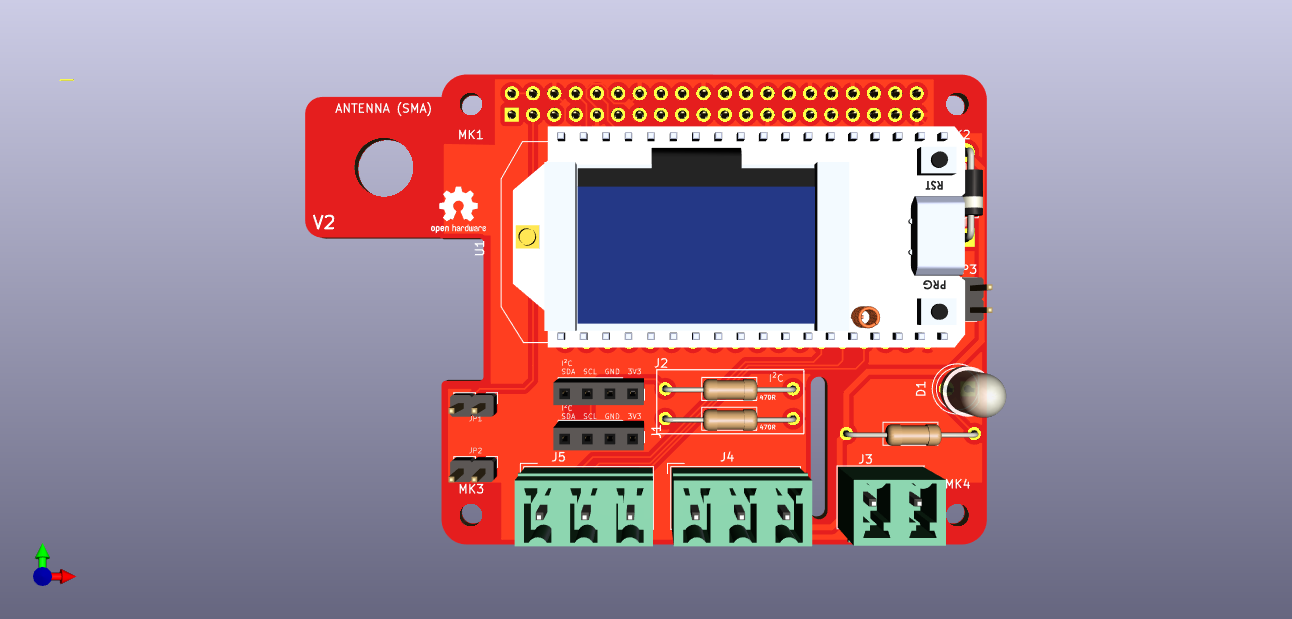 ANTENNA (SMA)
MK1
K2
RST
V2
open hardware
U1
P3
PRG
J2
I²C
SDA SCL GND 3V3
I²C
470R
D1
JP1
I²C
SDA SCL GND 3V3
470R
J1
JP2
J5
J4
J3
MK3
MK4